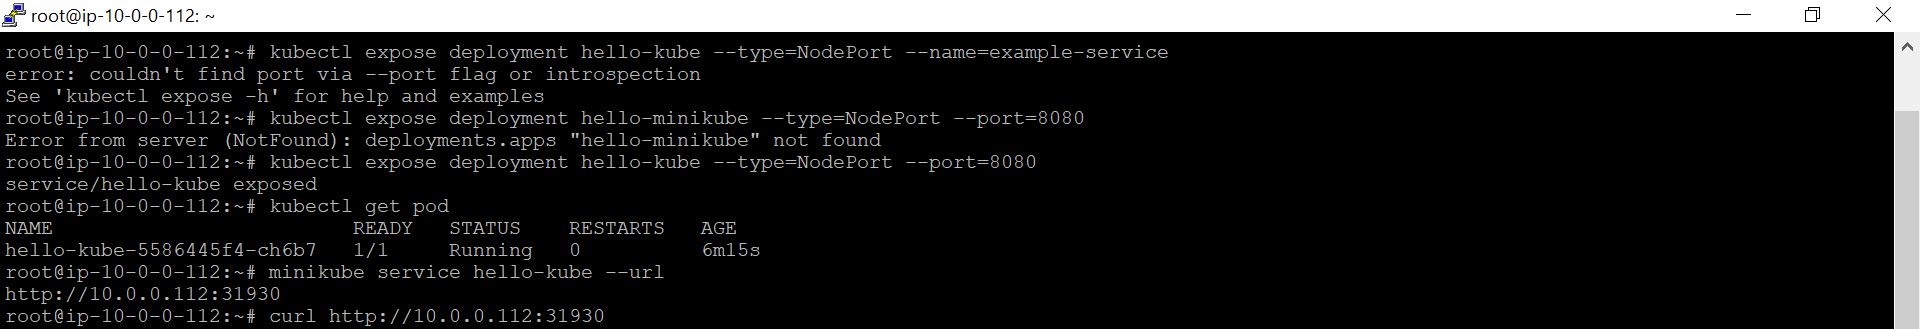 root@ip-10-0-0-112: ~
root@ip-10-0-0-112:~# kubectl expose deployment hello-kube --type=NodePort --name=example-service
error: couldn't find port via --port flag or introspection
See 'kubectl expose -h' for help and examples
root@ip-10-0-0-112:~# kubectl expose deployment hello-minikube --type=NodePort --port=8080
Error from server (NotFound): deployments.apps "hello-minikube" not found
root@ip-10-0-0-112:~# kubectl expose deployment hello-kube --type=NodePort --port=8080
service/hello-kube exposed
root@ip-10-0-0-112:~# kubectl get pod
NAME                         READY   STATUS    RESTARTS   AGE
hello-kube-5586445f4-ch6b7   1/1     Running   0          6m15s
root@ip-10-0-0-112:~# minikube service hello-kube --url
http://10.0.0.112:31930
root@ip-10-0-0-112:~# curl http://10.0.0.112:31930